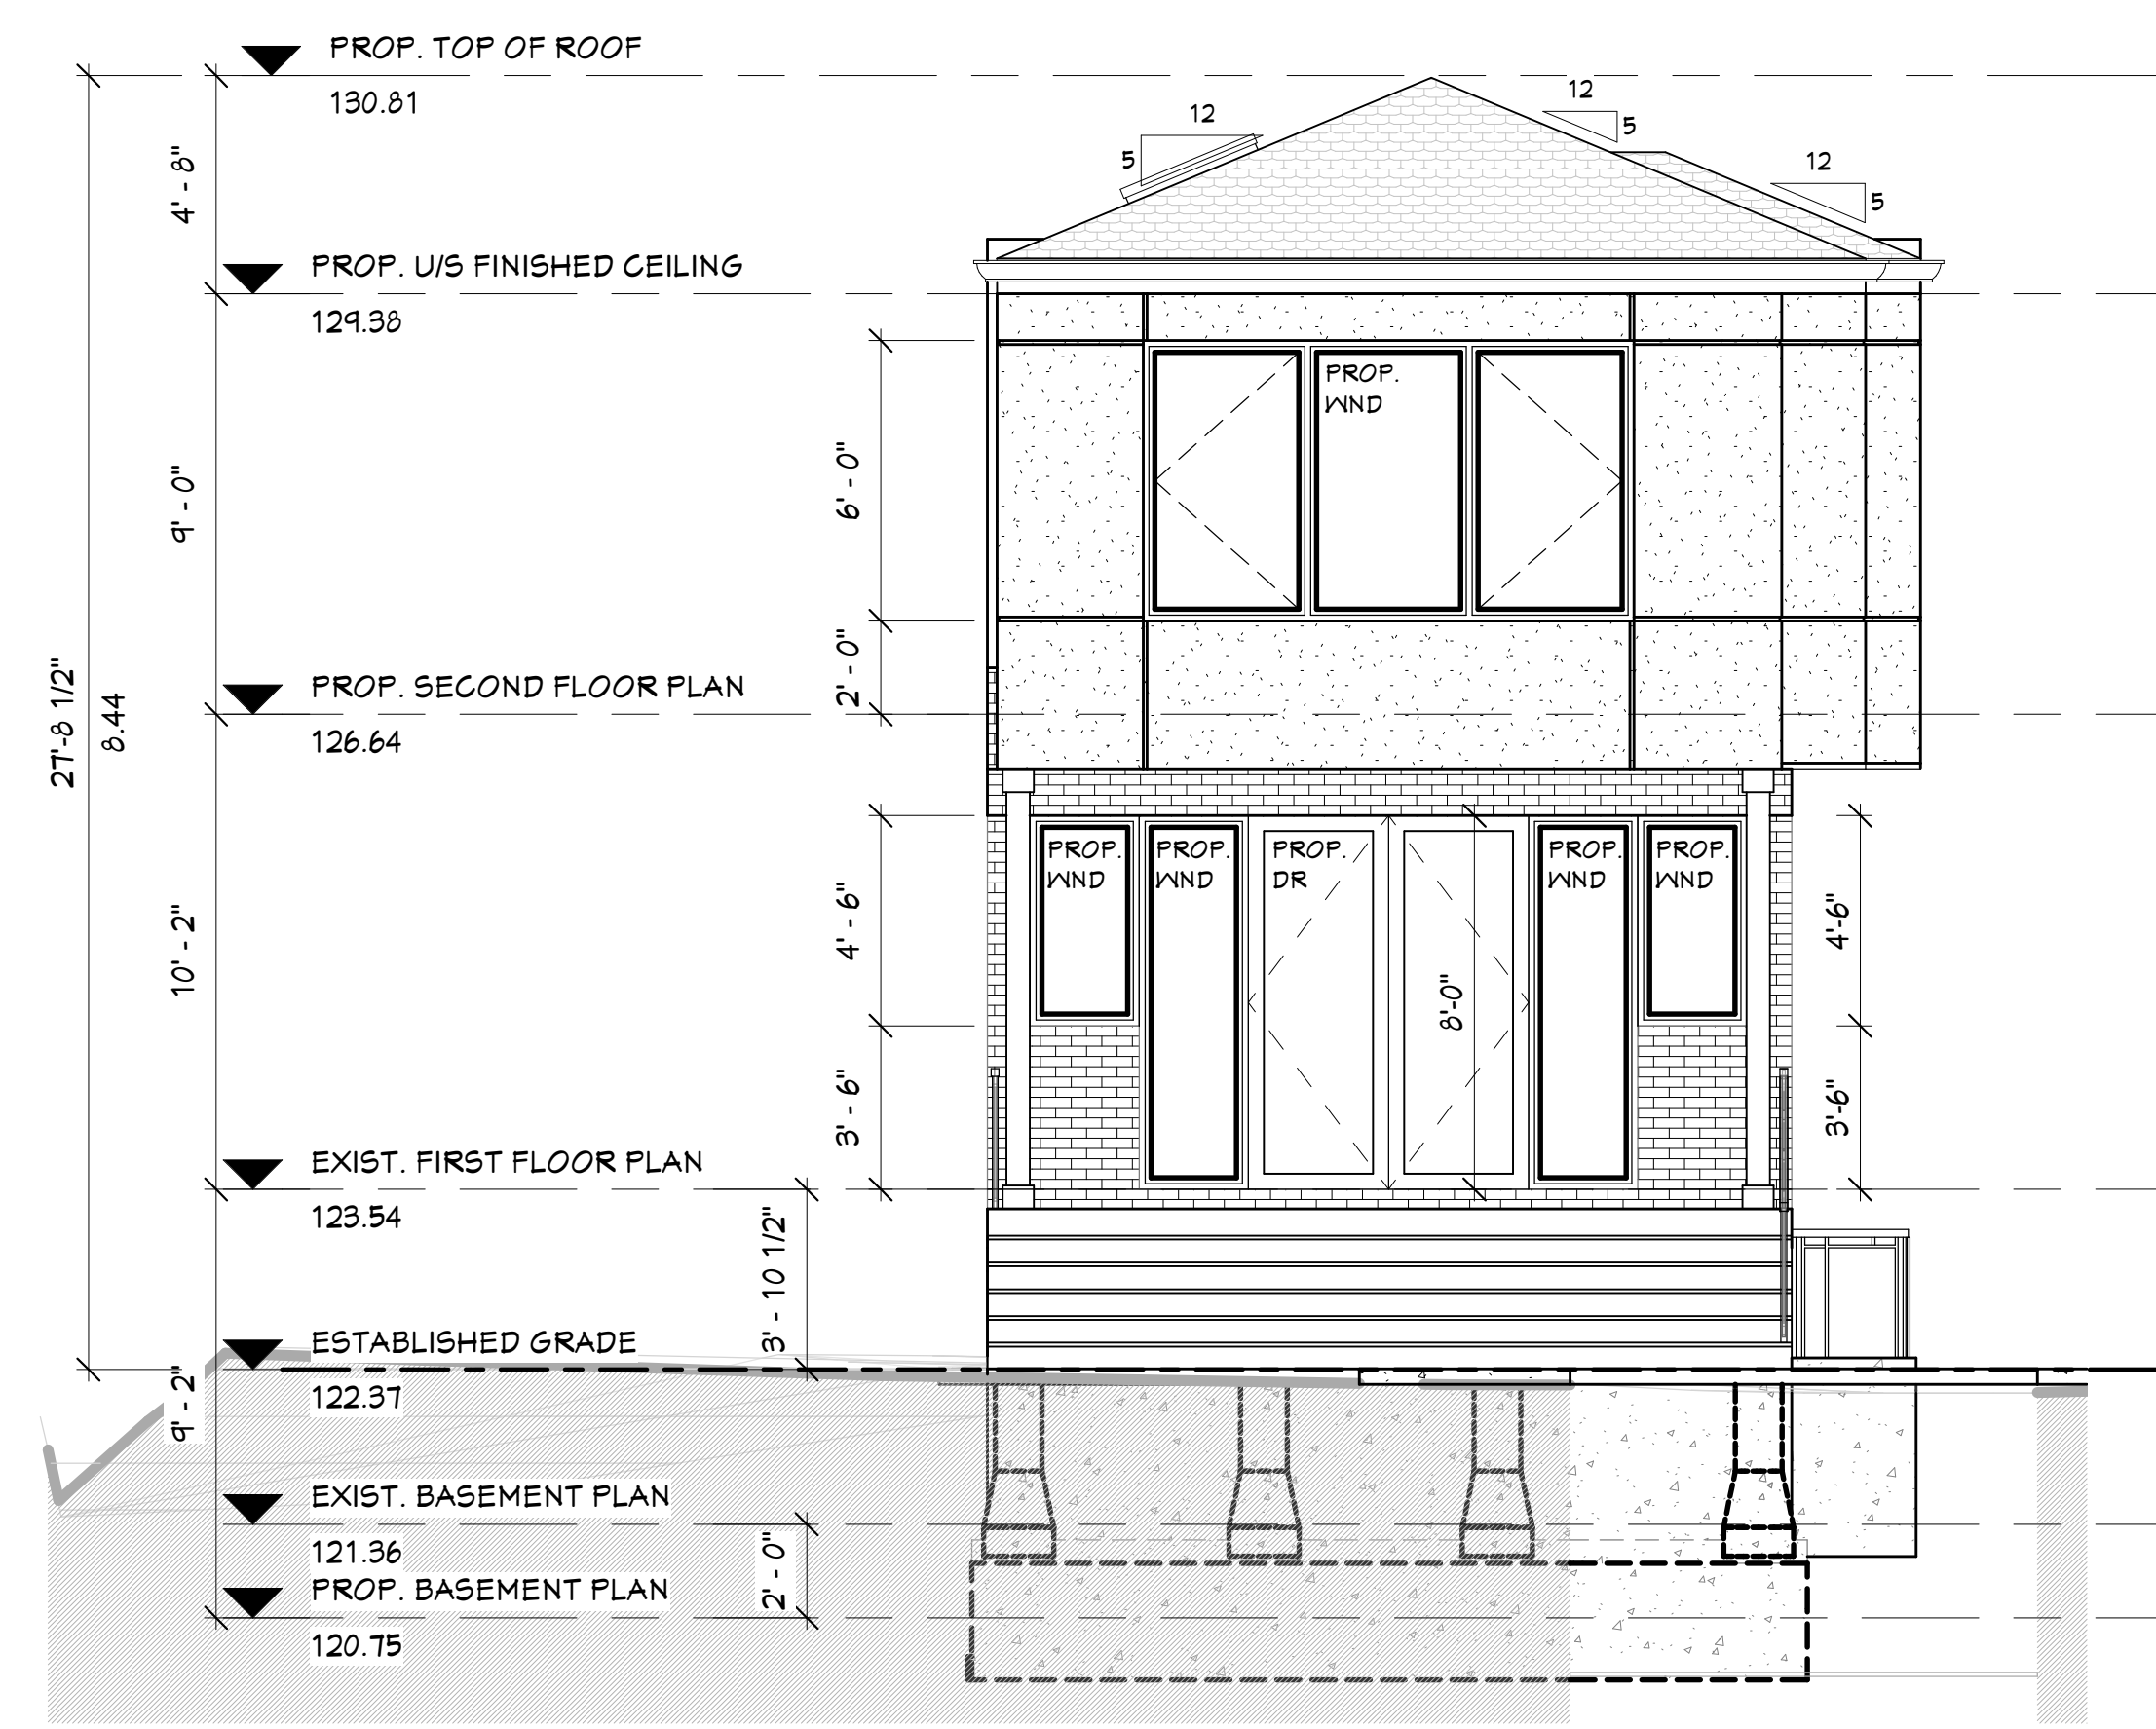 PROP. TOP OF ROOF
130.81
12
5
12
5
12
5
4' - 8"
PROP. U/S FINISHED CEILING
129.38
9' - 0"
6' - 0"
PROP.
WND
2' - 0"
PROP. SECOND FLOOR PLAN
126.64
27'-8 1/2"
8.44
10' - 2"
4' - 6"
PROP.
WND
PROP.
WND
PROP.
DR
PROP.
WND
PROP.
WND
4'-6"
8'-0"
3' - 6"
3'-6"
EXIST. FIRST FLOOR PLAN
123.54
3' - 10 1/2"
ESTABLISHED GRADE
122.37
9' - 2"
EXIST. BASEMENT PLAN
121.36
2' - 0"
PROP. BASEMENT PLAN
120.75